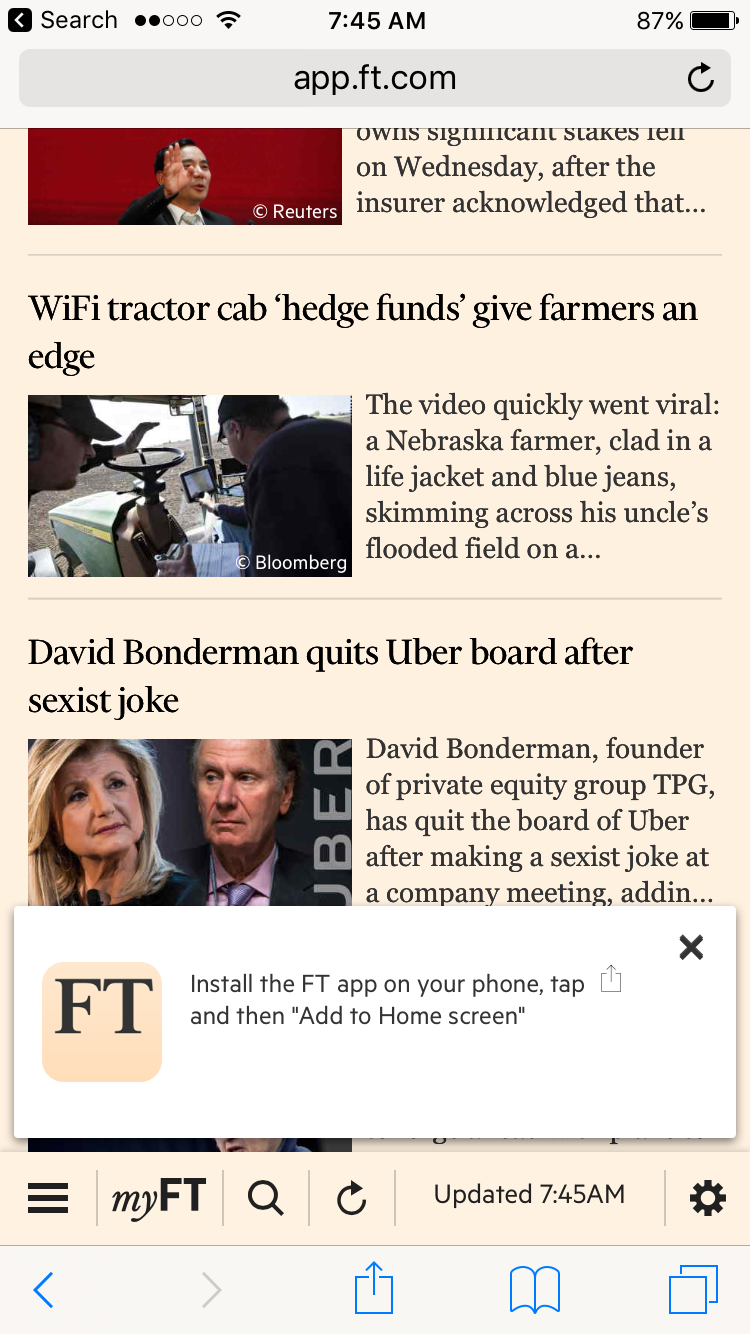 Search
7:45 AM
87%
app.ft.com
owns significant stakes fell
on Wednesday, after the
insurer acknowledged that...
© Reuters
WiFi tractor cab ‘hedge funds’ give farmers an
edge
The video quickly went viral:
a Nebraska farmer, clad in a
life jacket and blue jeans,
skimming across his uncle’s
flooded field on a...
© Bloomberg
David Bonderman quits Uber board after
sexist joke
David Bonderman, founder
of private equity group TPG,
has quit the board of Uber
after making a sexist joke at
a company meeting, addin...
UBER
FT
Install the FT app on your phone, tap
and then "Add to Home screen"
myFT
Updated 7:45AM